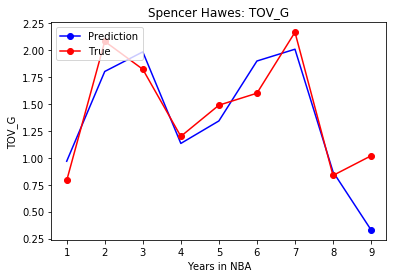 Spencer Hawes: TOV_G
Prediction
True
2.25
2.00
1.75
1.50
1.25
1.00
0.75
0.50
0.25
TOV_G
1 2 3 4 5 6 7 8 9
Years in NBA